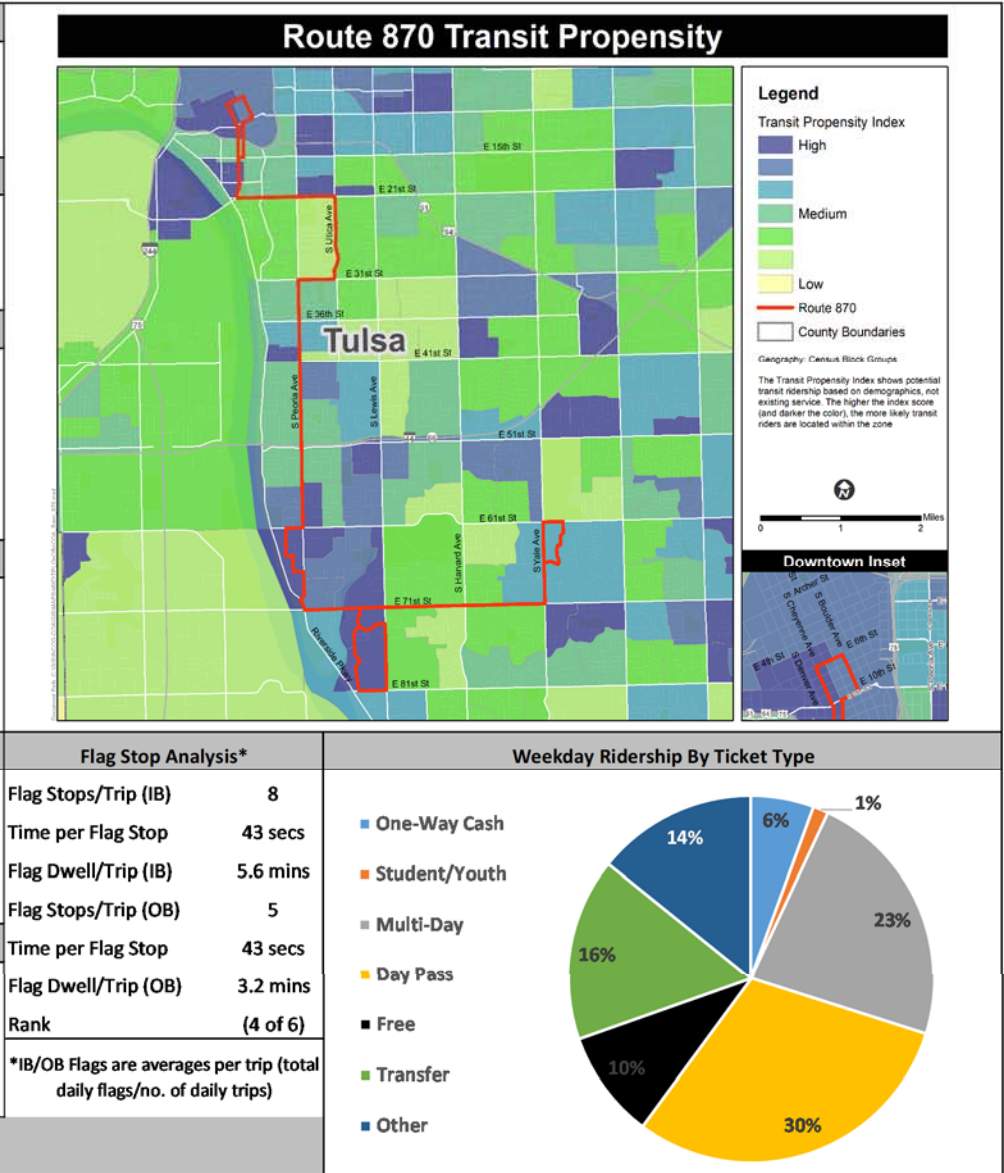 Route 870 Transit Propensity
E 15th St
E 21st St
51
64
S Utica Ave
244
E 31st St
E 36th St
75
Tulsa
E 41st St
S Peoria Ave
S Lewis Ave
44
E 51st St
E 61st St
S Harvard Ave
S Yale Ave
E 71st St
Riverside Pkwy
E 81st St
Legend
Transit Propensity Index
High
Medium
Low
Route 870
County Boundaries
Geography: Census Block Groups
The Transit Propensity Index shows potential
transit ridership based on demographics, not
existing service. The higher the index score
(and darker the color), the more likely transit
riders are located within the zone
N
Miles
0 1 2
Downtown Inset
S Archer St
S Boulder Ave
S Cheyenne Ave
E 6th St
E 4th St
S Denver Ave
E 10th St
75
Flag Stop Analysis*
Flag Stops/Trip (IB) 8
Time per Flag Stop 43 secs
Flag Dwell/Trip (IB) 5.6 mins
Flag Stops/Trip (OB) 5
Time per Flag Stop 43 secs
Flag Dwell/Trip (OB) 3.2 mins
Rank (4 of 6)
*IB/OB Flags are averages per trip (total
daily flags/no. of daily trips)
Weekday Ridership By Ticket Type
One-Way Cash
Student/Youth
Multi-Day
Day Pass
Free
Transfer
Other
6%
1%
23%
30%
10%
16%
14%